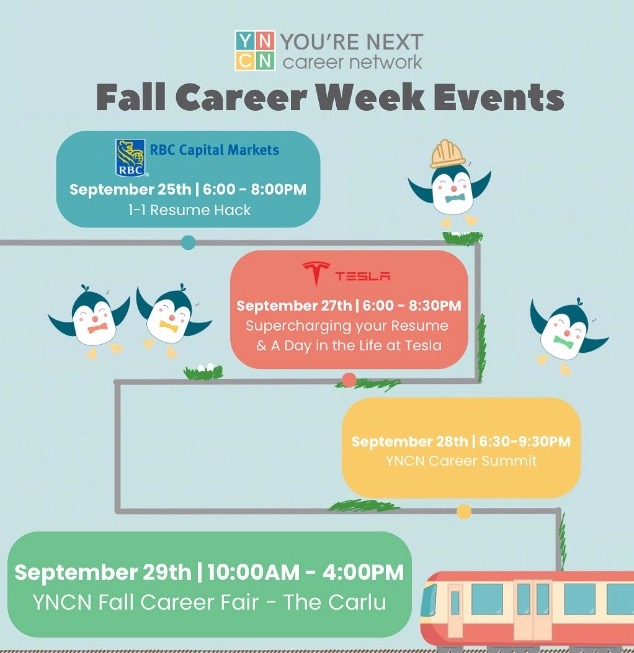 YN
CN
YOU'RE NEXT
career network
Fall Career Week Events
RBC
RBC Capital Markets
September 25th | 6:00 - 8:00PM
1-1 Resume Hack
TESLA
September 27th | 6:00 - 8:30PM
Supercharging your Resume
& A Day in the Life at Tesla
September 28th | 6:30-9:30PM
YNCN Career Summit
September 29th | 10:00AM - 4:00PM
YNCN Fall Career Fair - The Carlu